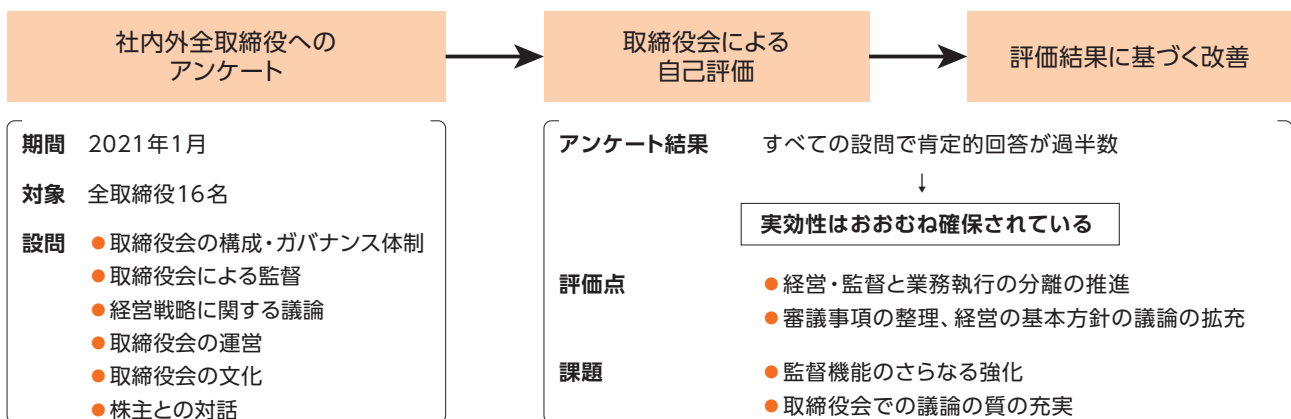 社内外全取締役への
アンケート
取締役会による
自己評価
評価結果に基づく改善
期間 2021年1月
対象 全取締役16名
設問 ●取締役会の構成・ガバナンス体制
●取締役会による監督
●経営戦略に関する議論
●取締役会の運営
●取締役会の文化
●株主との対話
アンケート結果 すべての設問で肯定的回答が過半数
↓
実効性はおおむね確保されている
評価点 ●経営・監督と業務執行の分離の推進
●審議事項の整理、経営の基本方針の議論の拡充
課題 ●監督機能のさらなる強化
●取締役会での議論の質の充実